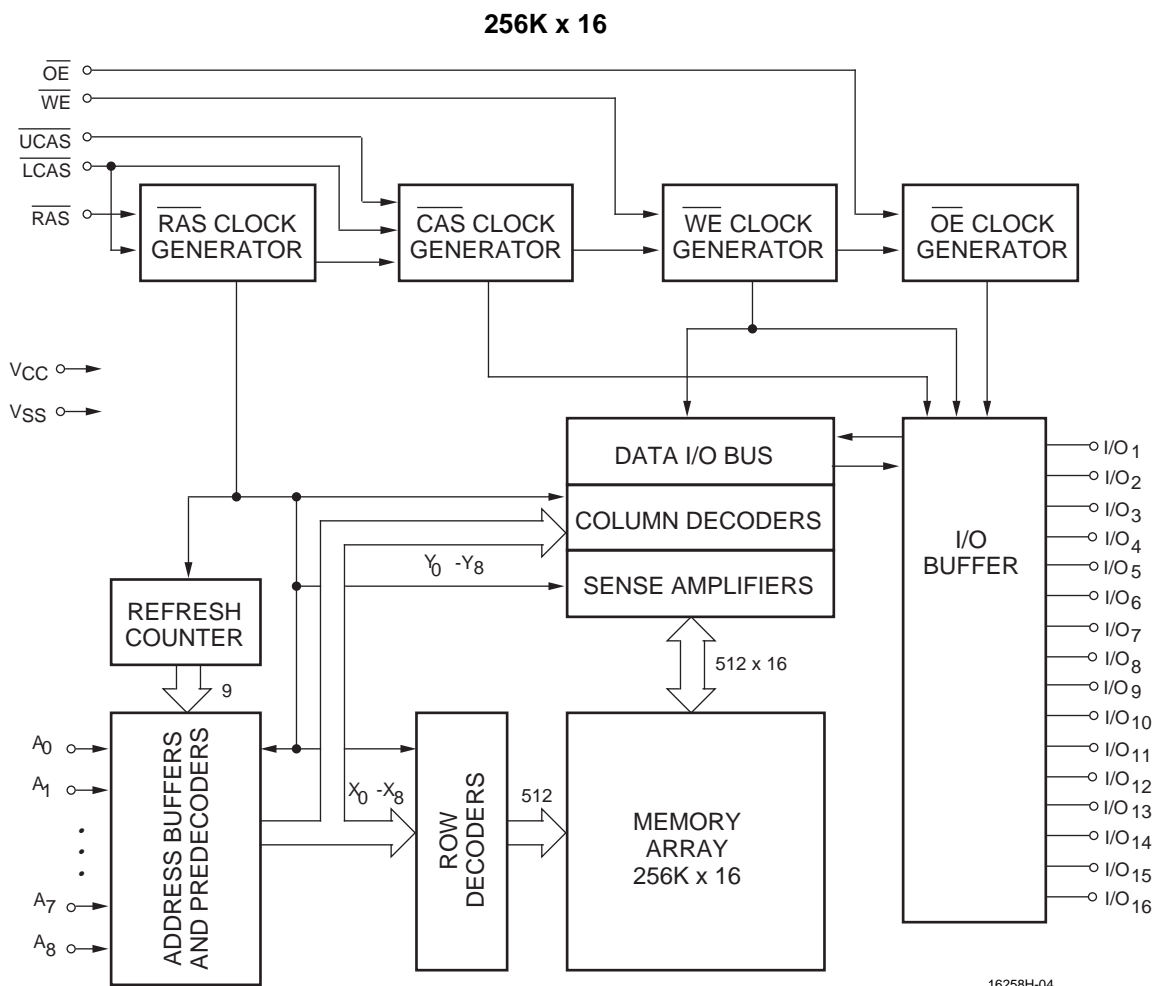 256K x 16
OE
WE
UCAS
LCAS
RAS
RAS CLOCK
GENERATOR
CAS CLOCK
GENERATOR
WE CLOCK
GENERATOR
OE CLOCK
GENERATOR
VCC
VSS
DATA I/O BUS
COLUMN DECODERS
SENSE AMPLIFIERS
Y0 -Y8
REFRESH
COUNTER
9
512 x 16
I/O
BUFFER
I/O1
I/O2
I/O3
I/O4
I/O5
I/O6
I/O7
I/O8
I/O9
I/O10
I/O11
I/O12
I/O13
I/O14
I/O15
I/O16
A0
A1
A7
A8
ADDRESS BUFFERS
AND PREDECODERS
X0 -X8
ROW
DECODERS
512
MEMORY
ARRAY
256K x 16
16258H-04